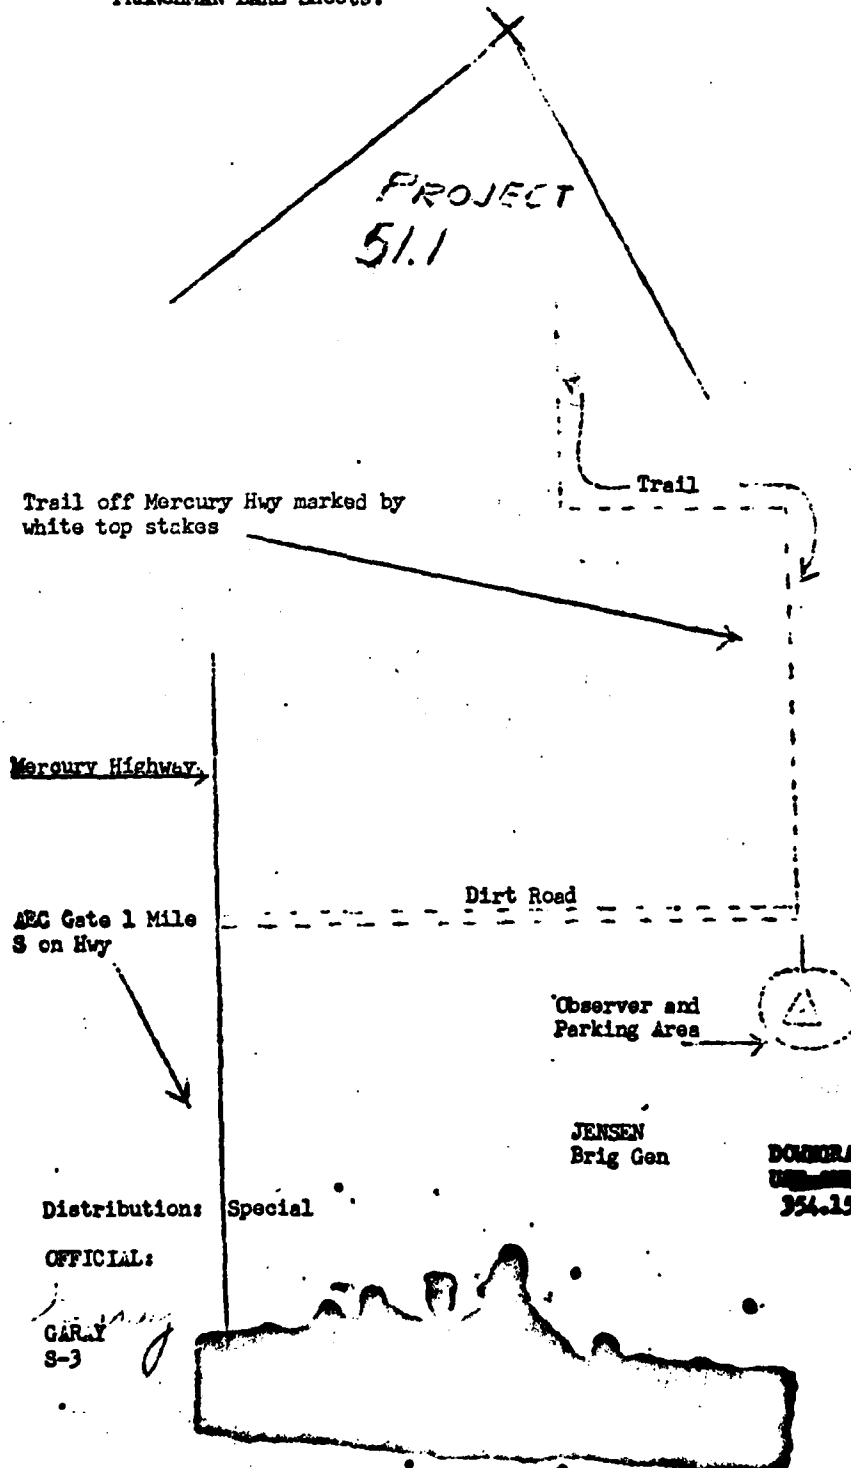 PROJECT
51.1
Trail
Trail off Mercury Hwy marked by
white top stakes
Mercury Highway
Dirt Road
AEC Gate 1 Mile
S on Hwy
Observer and
Parking Area
JENSEN
Brig Gen
Distribution: Special
OFFICIAL:
GARAY
S-3